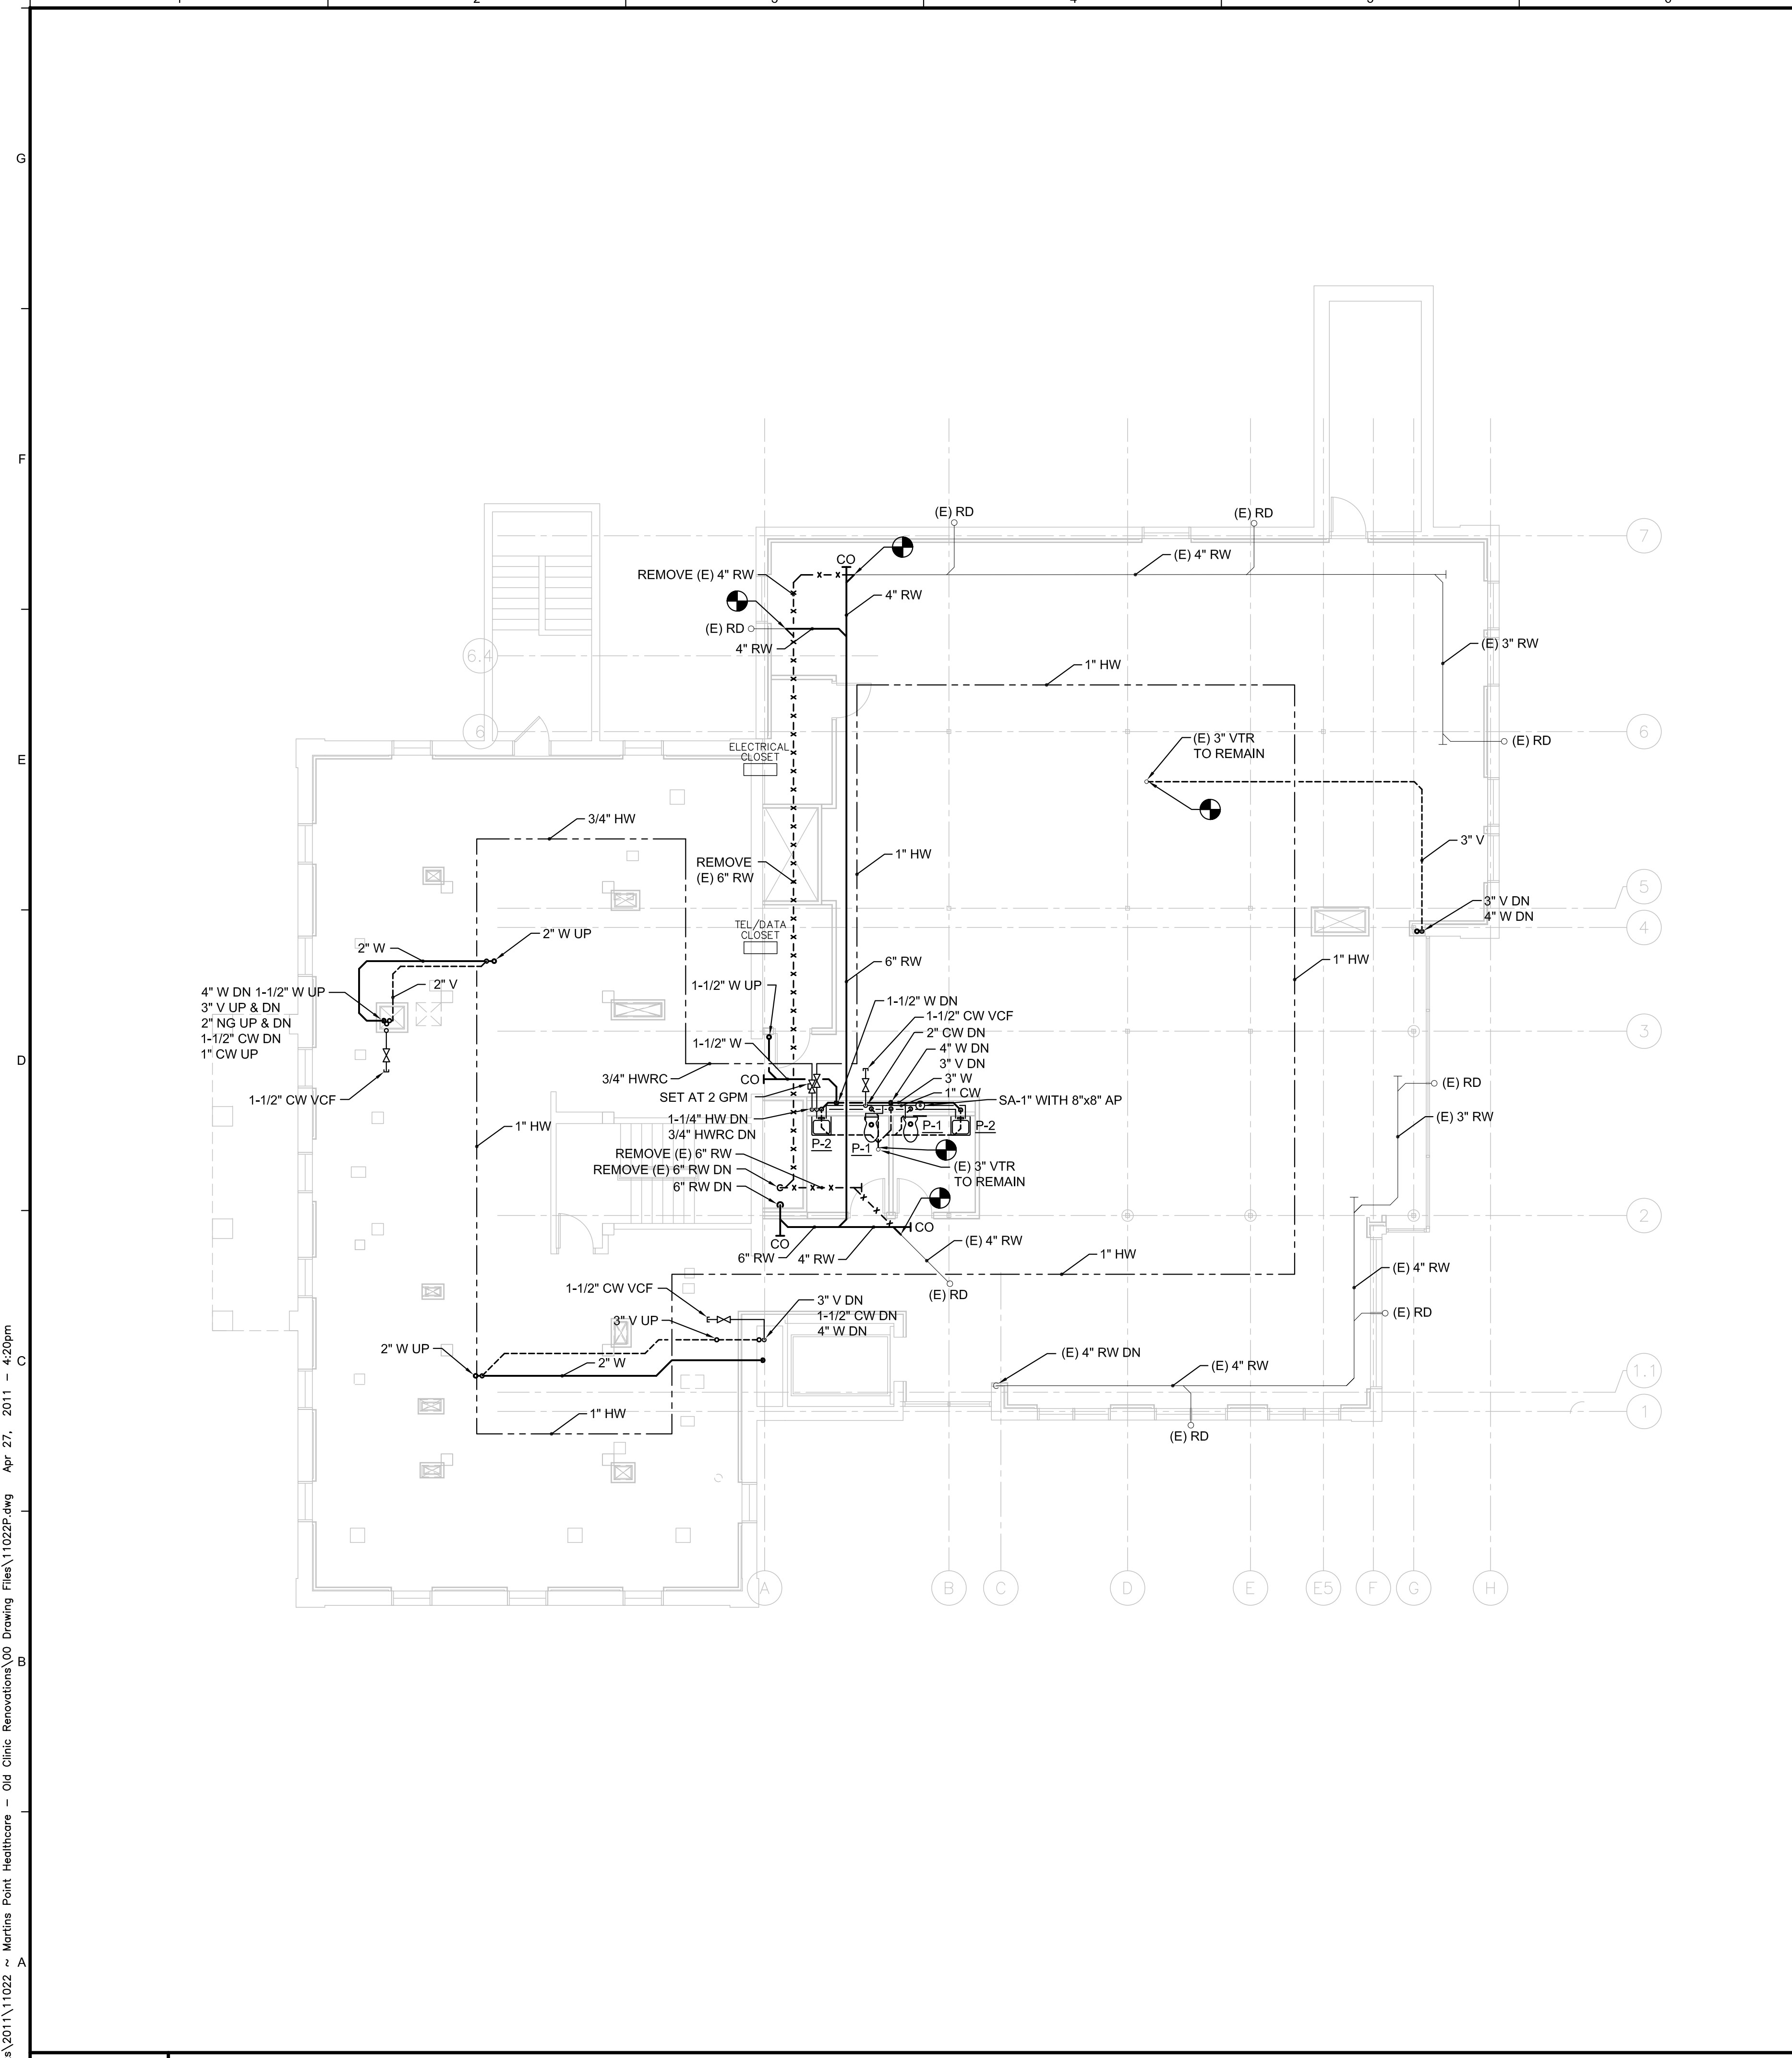 G
F
E
D
C
B
A
(E) RD
(E) RD
7
CO
(E) 4" RW
REMOVE (E) 4" RW
4" RW
(E) RD
4" RW
6.4
(E) 3" RW
1" HW
6
ELECTRICAL
CLOSET
(E) 3" VTR
TO REMAIN
(E) RD
3/4" HW
3" V
REMOVE
(E) 6" RW
1" HW
5
3" V DN
4" W DN
4
TEL/DATA
CLOSET
2" W
2" W UP
6" RW
1" HW
4" W DN 1-1/2" W UP
3" V UP & DN
2" NG UP & DN
1-1/2" CW DN
1" CW UP
2" V
1-1/2" W UP
1-1/2" W DN
1-1/2" CW VCF
2" CW DN
4" W DN
3" V DN
3
1-1/2" W
3/4" HWRC
CO
3" W
1" CW
SA-1" WITH 8"x8" AP
SET AT 2 GPM
(E) RD
1-1/2" CW VCF
1-1/4" HW DN
3/4" HWRC DN
P-2
P-1
P-1
P-2
(E) 3" RW
1" HW
REMOVE (E) 6" RW
REMOVE (E) 6" RW DN
6" RW DN
(E) 3" VTR
TO REMAIN
2
CO
CO
6" RW
4" RW
(E) 4" RW
1" HW
(E) 4" RW
1-1/2" CW VCF
(E) RD
3" V DN
1-1/2" CW DN
4" W DN
(E) RD
3" V UP
2" W UP
2" W
(E) 4" RW DN
(E) 4" RW
1.1
1" HW
1
(E) RD
A
B
C
D
E
E5
F
G
H
s\2011\11022 ~ Martins Point Healthcare - Old Clinic Renovations\00 Drawing Files\11022P.dwg Apr 27, 2011 - 4:20pm